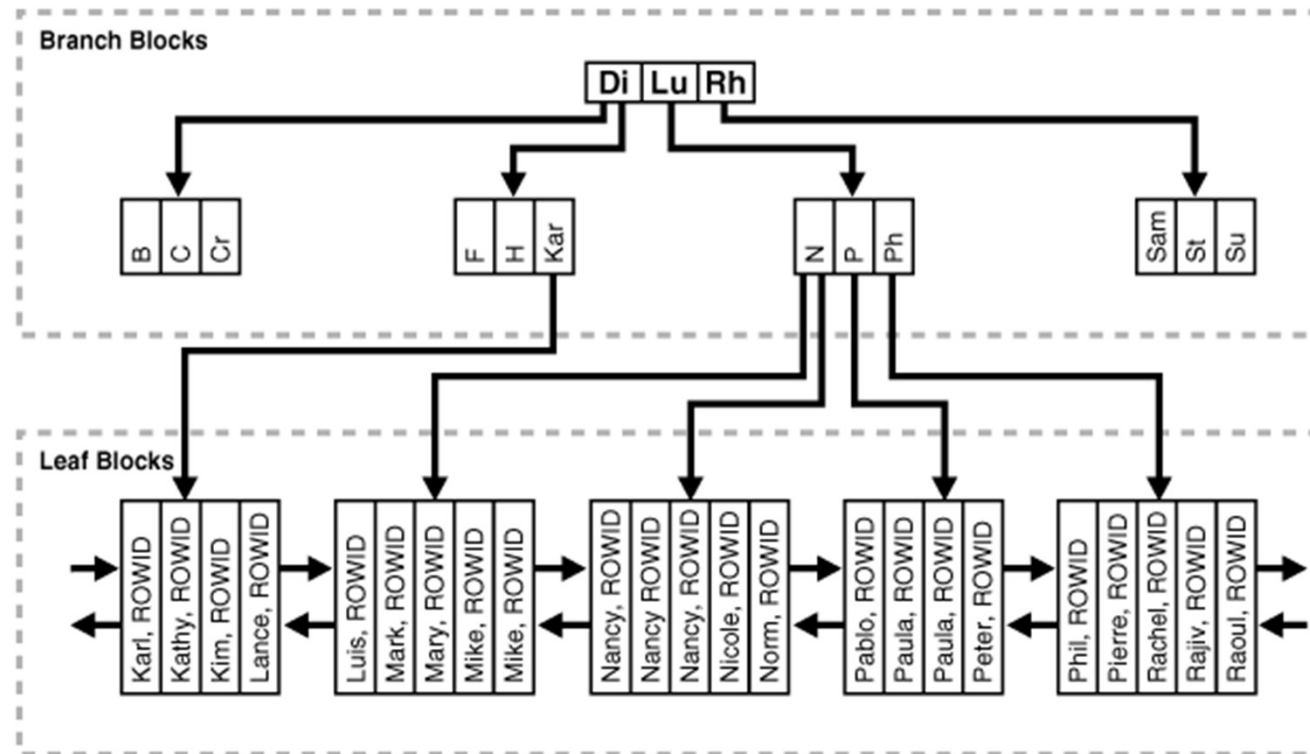 Branch Blocks
Di Lu Rh
B C Cr
F H Kar
N P Ph
Sam St Su
Leaf Blocks
Karl, ROWID
Kathy, ROWID
Kim, ROWID
Lance, ROWID
Luis, ROWID
Mark, ROWID
Mary, ROWID
Mike, ROWID
Mike, ROWID
Nancy, ROWID
Nancy ROWID
Nancy, ROWID
Nicole, ROWID
Norm, ROWID
Pablo, ROWID
Paula, ROWID
Paula, ROWID
Peter, ROWID
Phil, ROWID
Pierre, ROWID
Rachel, ROWID
Rajiv, ROWID
Raoul, ROWID